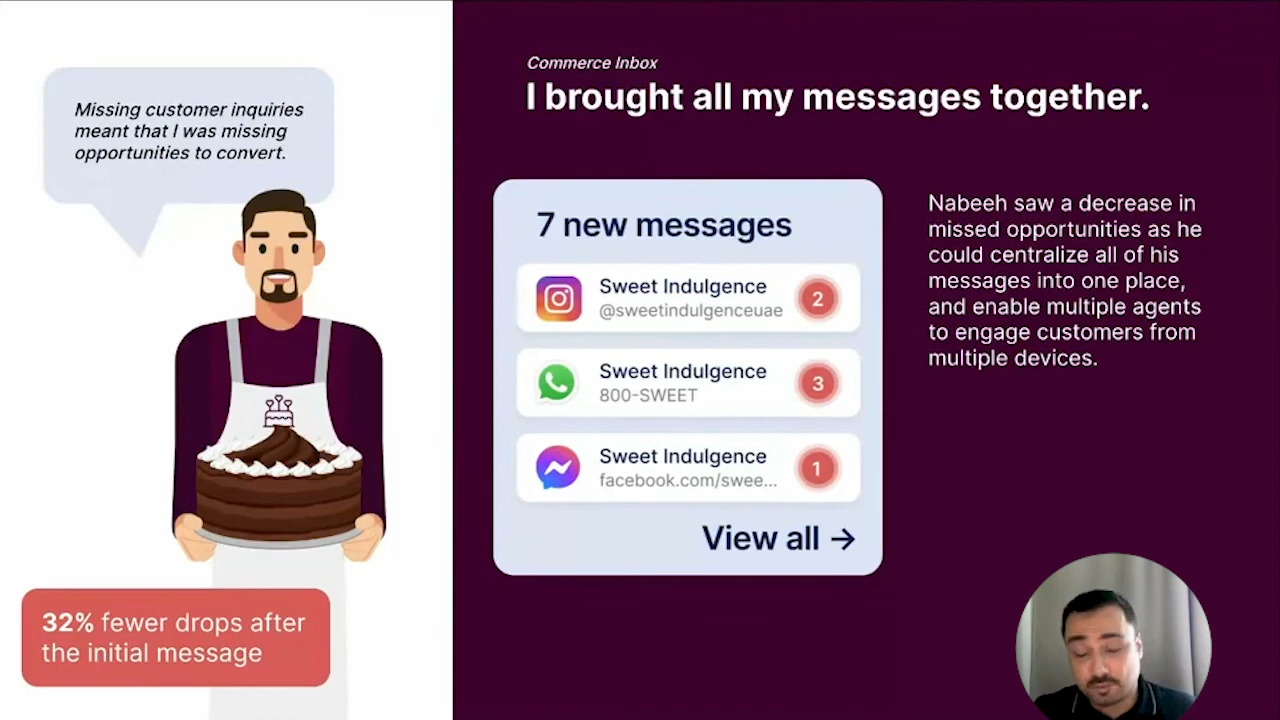 Missing customer inquiries
meant that I was missing
opportunities to convert.
32% fewer drops after
the initial message
Commerce Inbox
I brought all my messages together.
7 new messages
Sweet Indulgence
@sweetindulgenceuae
2
Sweet Indulgence
800-SWEET
3
Sweet Indulgence
facebook.com/swee...
1
View all →
Nabeeh saw a decrease in
missed opportunities as he
could centralize all of his
messages into one place,
and enable multiple agents
to engage customers from
multiple devices.